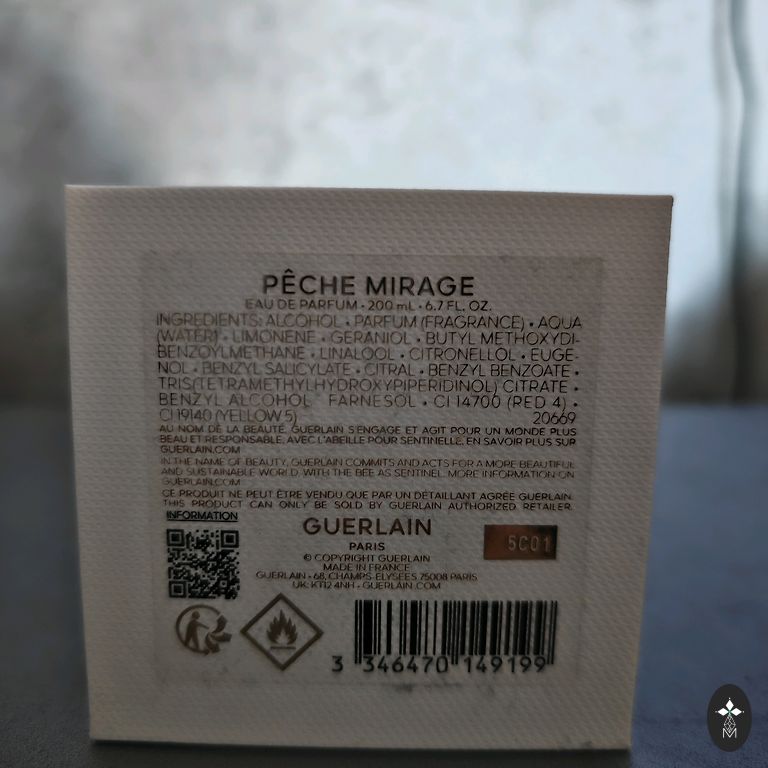 PÊCHE MIRAGE
EAU DE PARFUM • 200 mL • 6.7 FL. OZ.
INGREDIENTS: ALCOHOL • PARFUM (FRAGRANCE) • AQUA
(WATER) • LIMONENE • GERANIOL • BUTYL METHOXYDI-
BENZOYLMETHANE • LINALOOL • CITRONELLOL • EUGE-
NOL • BENZYL SALICYLATE • CITRAL • BENZYL BENZOATE •
TRIS(TETRAMETHYLHYDROXYPIPERIDINOL) CITRATE •
BENZYL ALCOHOL FARNESOL • CI 14700 (RED 4) •
CI 19140 (YELLOW 5) 20669
AU NOM DE LA BEAUTÉ, GUERLAIN S'ENGAGE ET AGIT POUR UN MONDE PLUS
BEAU ET RESPONSABLE, AVEC L'ABEILLE POUR SENTINELLE. EN SAVOIR PLUS SUR
GUERLAIN.COM
IN THE NAME OF BEAUTY, GUERLAIN COMMITS AND ACTS FOR A MORE BEAUTIFUL
AND SUSTAINABLE WORLD, WITH THE BEE AS SENTINEL. MORE INFORMATION ON
GUERLAIN.COM
CE PRODUIT NE PEUT ÊTRE VENDU QUE PAR UN DÉTAILLANT AGRÉÉ GUERLAIN.
THIS PRODUCT CAN ONLY BE SOLD BY GUERLAIN AUTHORIZED RETAILER.
INFORMATION
GUERLAIN
PARIS
5C01
© COPYRIGHT GUERLAIN
MADE IN FRANCE
GUERLAIN • 68, CHAMPS-ELYSEES 75008 PARIS
UK: KT12 4NH • GUERLAIN.COM
3 346470 149199
M